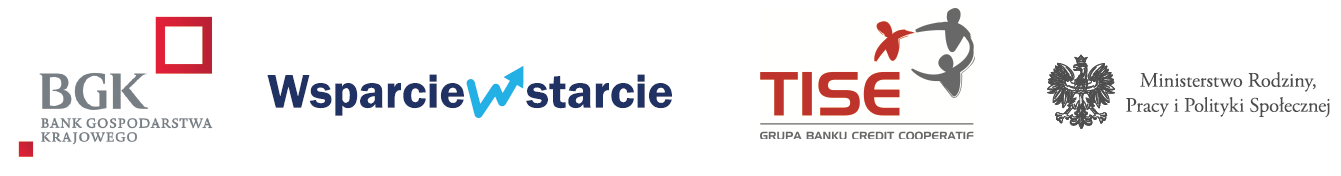 BGK
BANK GOSPODARSTWA
KRAJOWEGO
Wsparcie w starcie
TISE
GRUPA BANKU CREDIT COOPERATIF
Ministerstwo Rodziny,
Pracy i Polityki Społecznej